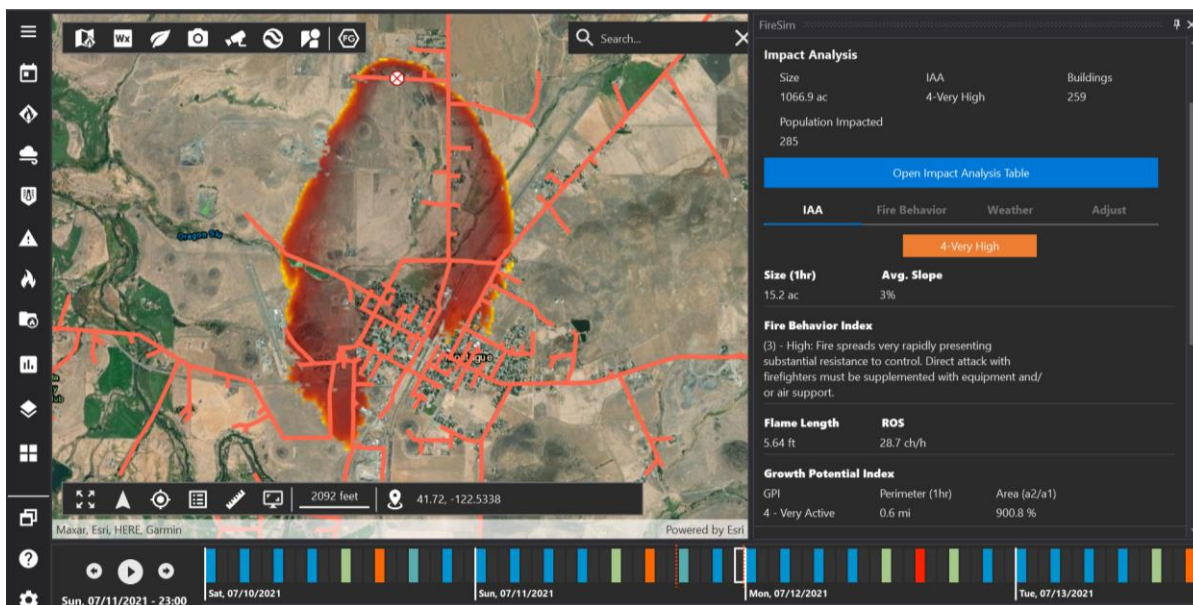 Wx
FG
Search...
Oregon Slo
Montague
2092 feet
41.72, -122.5338
Maxar, Esri, HERE, Garmin
Powered by Esri
FireSim
Impact Analysis
Size
IAA
Buildings
1066.9 ac
4-Very High
259
Population Impacted
285
Open Impact Analysis Table
IAA
Fire Behavior
Weather
Adjust
4-Very High
Size (1hr)
Avg. Slope
15.2 ac
3%
Fire Behavior Index
(3) - High: Fire spreads very rapidly presenting
substantial resistance to control. Direct attack with
firefighters must be supplemented with equipment and/
or air support.
Flame Length
ROS
5.64 ft
28.7 ch/h
Growth Potential Index
GPI
Perimeter (1hr)
Area (a2/a1)
4 - Very Active
0.6 mi
900.8 %
Sun, 07/11/2021 - 23:00
Sat, 07/10/2021
Sun, 07/11/2021
Mon, 07/12/2021
Tue, 07/13/2021